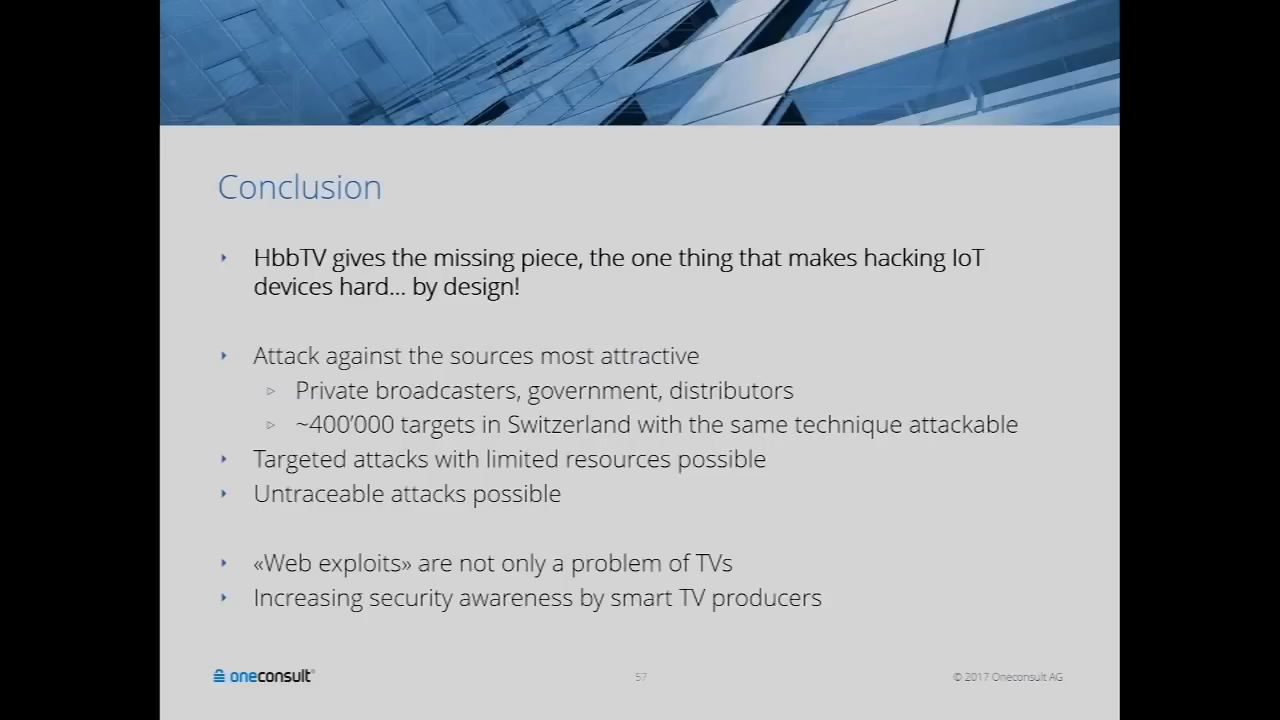 Conclusion
HbbTV gives the missing piece, the one thing that makes hacking IoT
devices hard... by design!
Attack against the sources most attractive
Private broadcasters, government, distributors
~400’000 targets in Switzerland with the same technique attackable
Targeted attacks with limited resources possible
Untraceable attacks possible
«Web exploits» are not only a problem of TVs
Increasing security awareness by smart TV producers
oneconsult®
57
© 2017 Oneconsult AG